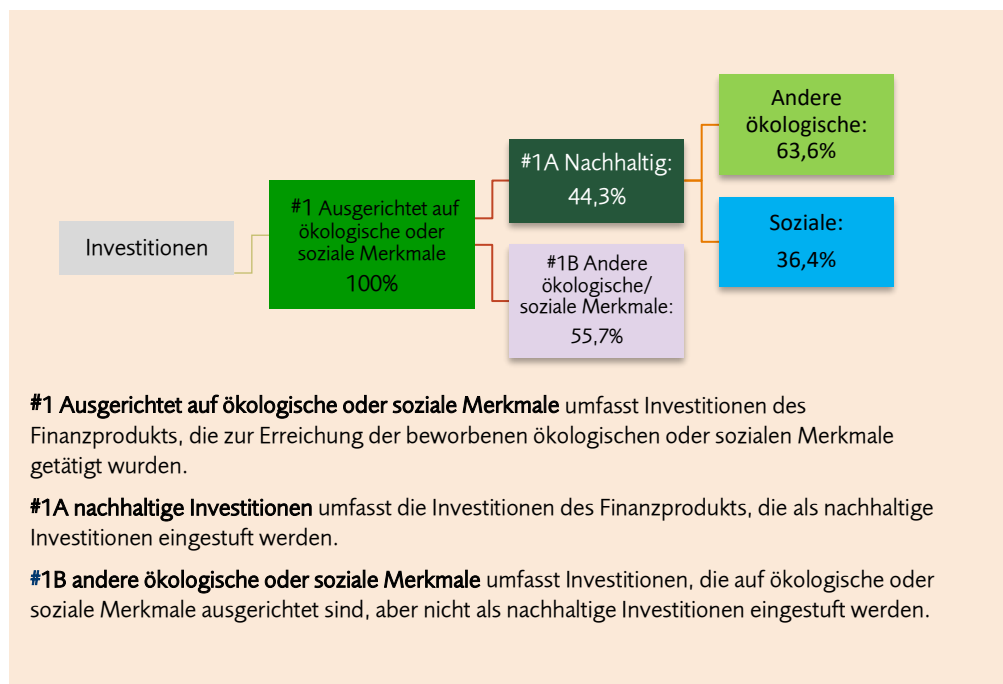 Investitionen
#1 Ausgerichtet auf
ökologische oder
soziale Merkmale
100%
#1A Nachhaltig:
44,3%
#1B Andere
ökologische/
soziale Merkmale:
55,7%
Andere
ökologische:
63,6%
Soziale:
36,4%
#1 Ausgerichtet auf ökologische oder soziale Merkmale umfasst Investitionen des
Finanzprodukts, die zur Erreichung der beworbenen ökologischen oder sozialen Merkmale
getätigt wurden.
#1A nachhaltige Investitionen umfasst die Investitionen des Finanzprodukts, die als nachhaltige
Investitionen eingestuft werden.
#1B andere ökologische oder soziale Merkmale umfasst Investitionen, die auf ökologische oder
soziale Merkmale ausgerichtet sind, aber nicht als nachhaltige Investitionen eingestuft werden.